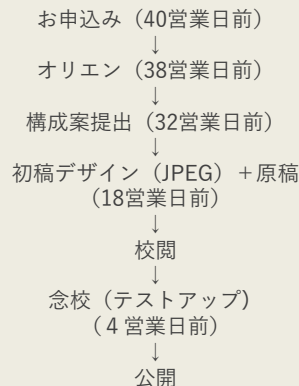 お申込み（40営業日前）
↓
オリエン（38営業日前）
↓
構成案提出（32営業日前）
↓
初稿デザイン（JPEG）＋原稿
（18営業日前）
↓
校閲
↓
念校（テストアップ)
（４営業日前）
↓
公開